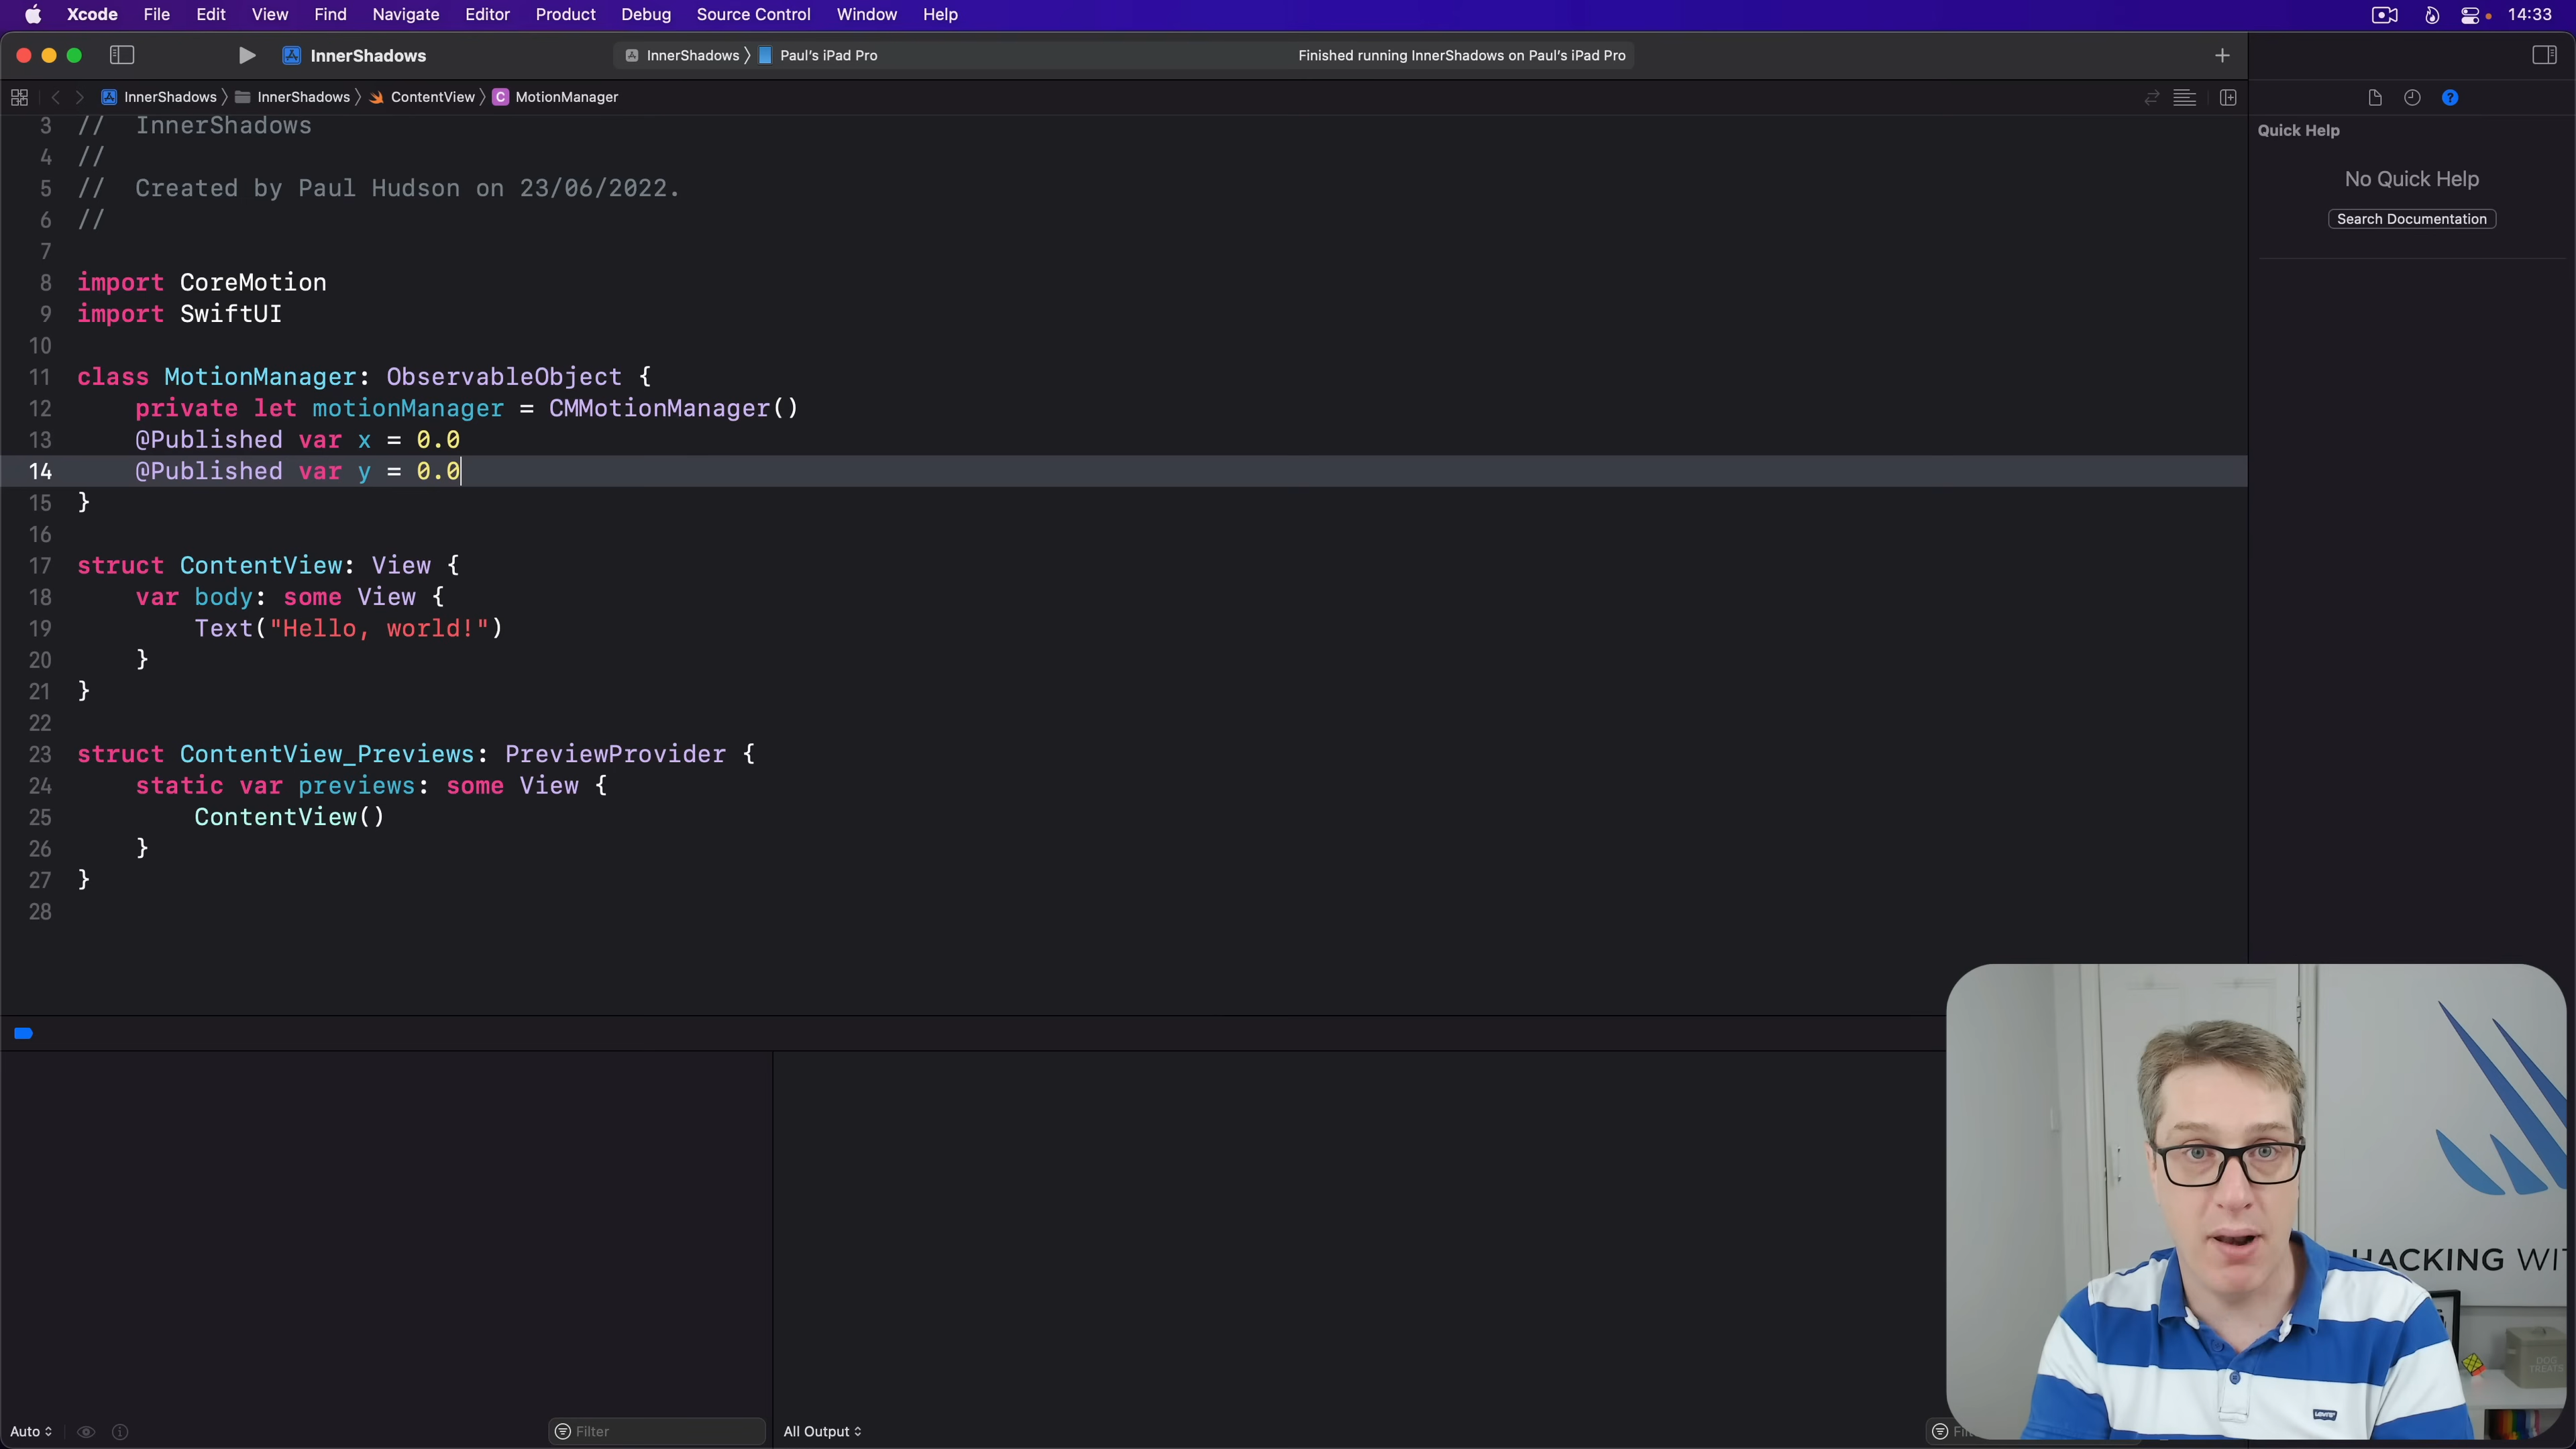 Xcode File Edit View Find Navigate Editor Product Debug Source Control Window Help 14:33
InnerShadows InnerShadows 〉 Paul's iPad Pro Finished running InnerShadows on Paul's iPad Pro
InnerShadows 〉 InnerShadows 〉 ContentView 〉 C MotionManager
Quick Help
No Quick Help
Search Documentation
3 //  InnerShadows
4 //
5 //  Created by Paul Hudson on 23/06/2022.
6 //
7
8 import CoreMotion
9 import SwiftUI
10
11 class MotionManager: ObservableObject {
12     private let motionManager = CMMotionManager()
13     @Published var x = 0.0
14     @Published var y = 0.0
15 }
16
17 struct ContentView: View {
18     var body: some View {
19         Text("Hello, world!")
20     }
21 }
22
23 struct ContentView_Previews: PreviewProvider {
24     static var previews: some View {
25         ContentView()
26     }
27 }
28
HACKING WIT
DOG
TREATS
Levi's
Auto Filter All Output Fil